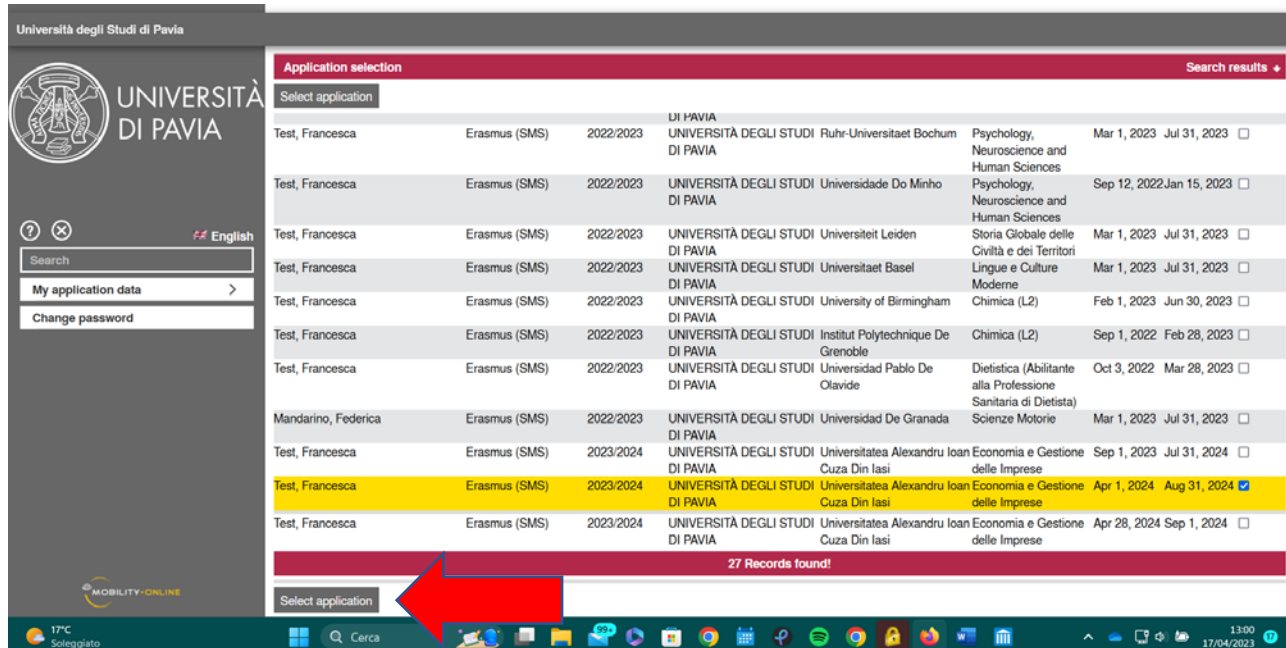 Università degli Studi di Pavia
UNIVERSITÀ
DI PAVIA
English
Search
My application data >
Change password
MOBILITY-ONLINE
Application selection Search results
Select application
DI PAVIA
Test, Francesca Erasmus (SMS) 2022/2023 UNIVERSITÀ DEGLI STUDI Ruhr-Universitaet Bochum Psychology, Mar 1, 2023 Jul 31, 2023
DI PAVIA Neuroscience and
Human Sciences
Test, Francesca Erasmus (SMS) 2022/2023 UNIVERSITÀ DEGLI STUDI Universidade Do Minho Psychology, Sep 12, 2022 Jan 15, 2023
DI PAVIA Neuroscience and
Human Sciences
Test, Francesca Erasmus (SMS) 2022/2023 UNIVERSITÀ DEGLI STUDI Universiteit Leiden Storia Globale delle Mar 1, 2023 Jul 31, 2023
DI PAVIA Civiltà e dei Territori
Test, Francesca Erasmus (SMS) 2022/2023 UNIVERSITÀ DEGLI STUDI Universitaet Basel Lingue e Culture Mar 1, 2023 Jul 31, 2023
DI PAVIA Moderne
Test, Francesca Erasmus (SMS) 2022/2023 UNIVERSITÀ DEGLI STUDI University of Birmingham Chimica (L2) Feb 1, 2023 Jun 30, 2023
DI PAVIA
Test, Francesca Erasmus (SMS) 2022/2023 UNIVERSITÀ DEGLI STUDI Institut Polytechnique De Chimica (L2) Sep 1, 2022 Feb 28, 2023
DI PAVIA Grenoble
Test, Francesca Erasmus (SMS) 2022/2023 UNIVERSITÀ DEGLI STUDI Universidad Pablo De Dietistica (Abilitante Oct 3, 2022 Mar 28, 2023
DI PAVIA Olavide alla Professione
Sanitaria di Dietista)
Mandarino, Federica Erasmus (SMS) 2022/2023 UNIVERSITÀ DEGLI STUDI Universidad De Granada Scienze Motorie Mar 1, 2023 Jul 31, 2023
DI PAVIA
Test, Francesca Erasmus (SMS) 2023/2024 UNIVERSITÀ DEGLI STUDI Universitatea Alexandru Ioan Economia e Gestione Sep 1, 2023 Jul 31, 2024
DI PAVIA Cuza Din Iasi delle Imprese
Test, Francesca Erasmus (SMS) 2023/2024 UNIVERSITÀ DEGLI STUDI Universitatea Alexandru Ioan Economia e Gestione Apr 1, 2024 Aug 31, 2024
DI PAVIA Cuza Din Iasi delle Imprese
Test, Francesca Erasmus (SMS) 2023/2024 UNIVERSITÀ DEGLI STUDI Universitatea Alexandru Ioan Economia e Gestione Apr 28, 2024 Sep 1, 2024
DI PAVIA Cuza Din Iasi delle Imprese
27 Records found!
Select application
17°C
Soleggiato
Cerca
99+
13:00
17/04/2023
17